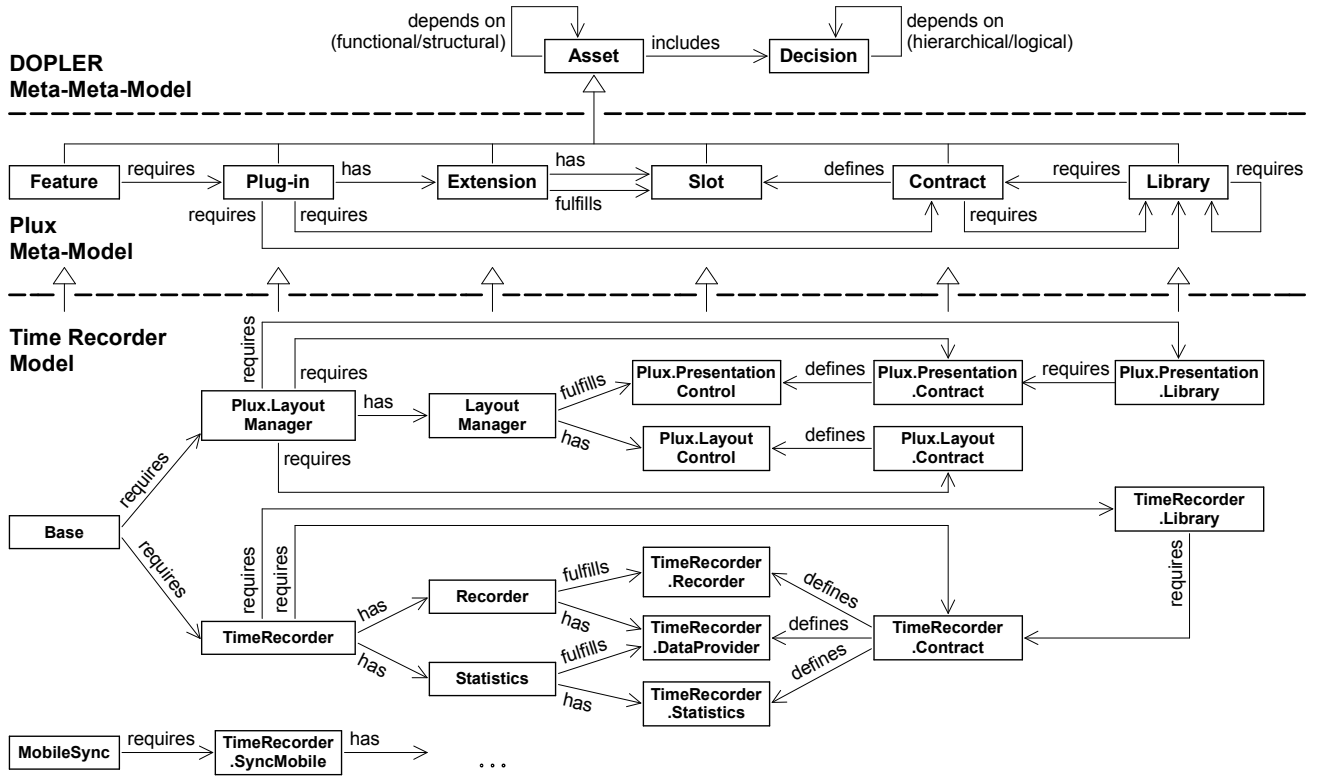 depends on
(functional/structural)
Asset
includes
Decision
depends on
(hierarchical/logical)
DOPLER
Meta-Meta-Model
Feature
requires
Plug-in
has
Extension
has
fulfills
Slot
defines
Contract
requires
Library
requires
requires
requires
requires
Plux
Meta-Model
Time Recorder
Model
requires
requires
Plux.Layout
Manager
has
Layout
Manager
fulfills
has
Plux.Presentation
Control
defines
Plux.Presentation
.Contract
requires
Plux.Presentation
.Library
requires
Plux.Layout
Control
defines
Plux.Layout
.Contract
requires
Base
requires
requires
requires
TimeRecorder
.Library
requires
TimeRecorder
has
has
Recorder
fulfills
has
TimeRecorder
.Recorder
defines
Statistics
fulfills
has
TimeRecorder
.DataProvider
defines
TimeRecorder
.Contract
TimeRecorder
.Statistics
defines
MobileSync
requires
TimeRecorder
.SyncMobile
has
...